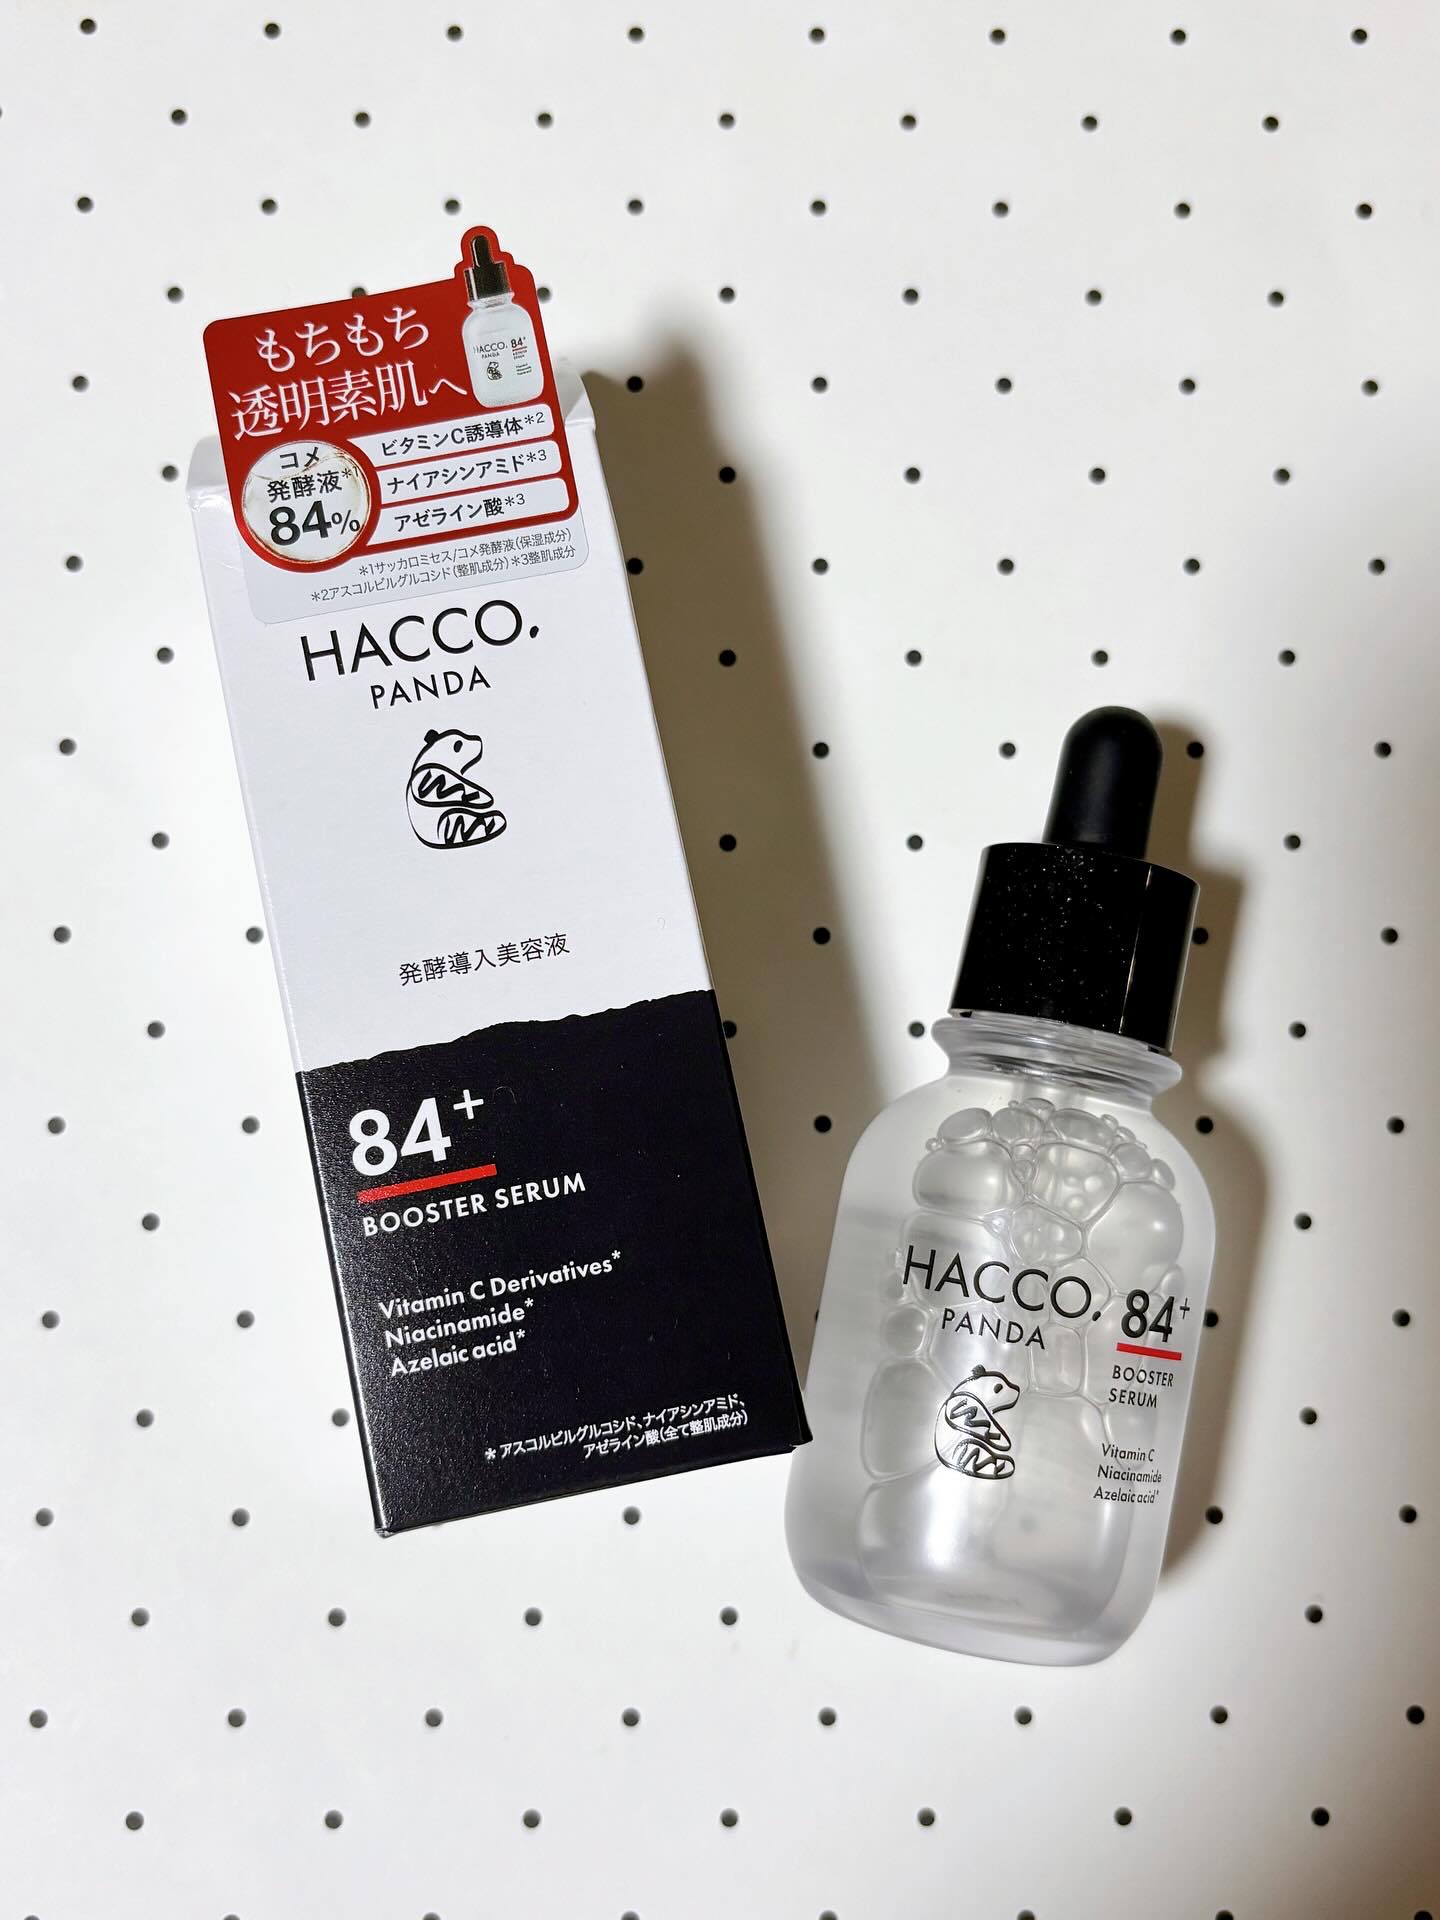 もちもち
透明素肌へ
HACCO. 84+
PANDA
コメ
発酵液*1
84%
ビタミンC誘導体*2
ナイアシンアミド*3
アゼライン酸*3
*1サッカロミセス/コメ発酵液(保湿成分)
*2アスコルビルグルコシド(整肌成分)*3整肌成分
HACCO.
PANDA
発酵導入美容液
84+
BOOSTER SERUM
Vitamin C Derivatives*
Niacinamide*
Azelaic acid*
* アスコルビルグルコシド、ナイアシンアミド、
アゼライン酸(全て整肌成分)
HACCO.
PANDA
84+
BOOSTER
SERUM
Vitamin C
Niacinamide
Azelaic acid*